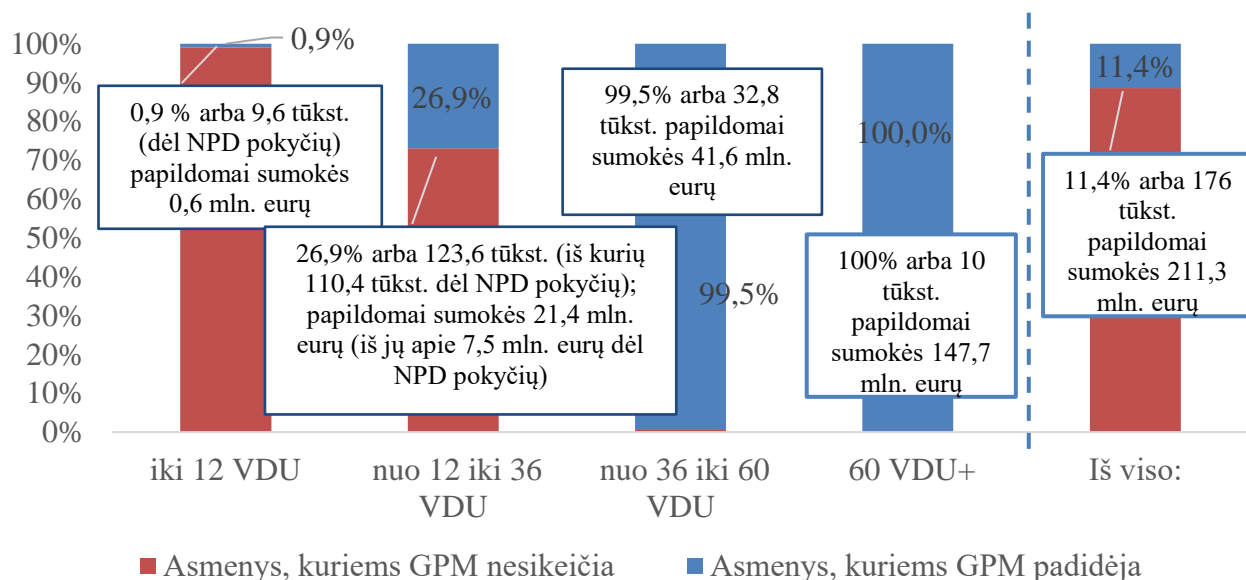 100%
90%
80%
70%
60%
50%
40%
30%
20%
10%
0%
0,9%
26,9%
99,5%
100,0%
11,4%
0,9 % arba 9,6 tūkst.
(dėl NPD pokyčių)
papildomai sumokės
0,6 mln. eurų
26,9% arba 123,6 tūkst. (iš kurių
110,4 tūkst. dėl NPD pokyčių);
papildomai sumokės 21,4 mln.
eurų (iš jų apie 7,5 mln. eurų dėl
NPD pokyčių)
99,5% arba 32,8
tūkst. papildomai
sumokės 41,6 mln.
eurų
100% arba 10
tūkst.
papildomai
sumokės 147,7
mln. eurų
11,4% arba 176
tūkst.
papildomai
sumokės 211,3
mln. eurų
iki 12 VDU
nuo 12 iki 36
VDU
nuo 36 iki 60
VDU
60 VDU+
Iš viso:
Asmenys, kuriems GPM nesikeičia
Asmenys, kuriems GPM padidėja